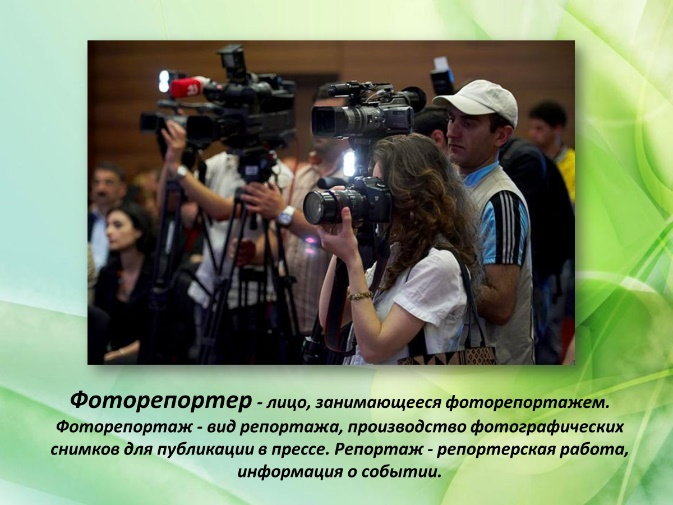 Фоторепортер - лицо, занимающееся фоторепортажем.
Фоторепортаж - вид репортажа, производство фотографических
снимков для публикации в прессе. Репортаж - репортерская работа,
информация о событии.